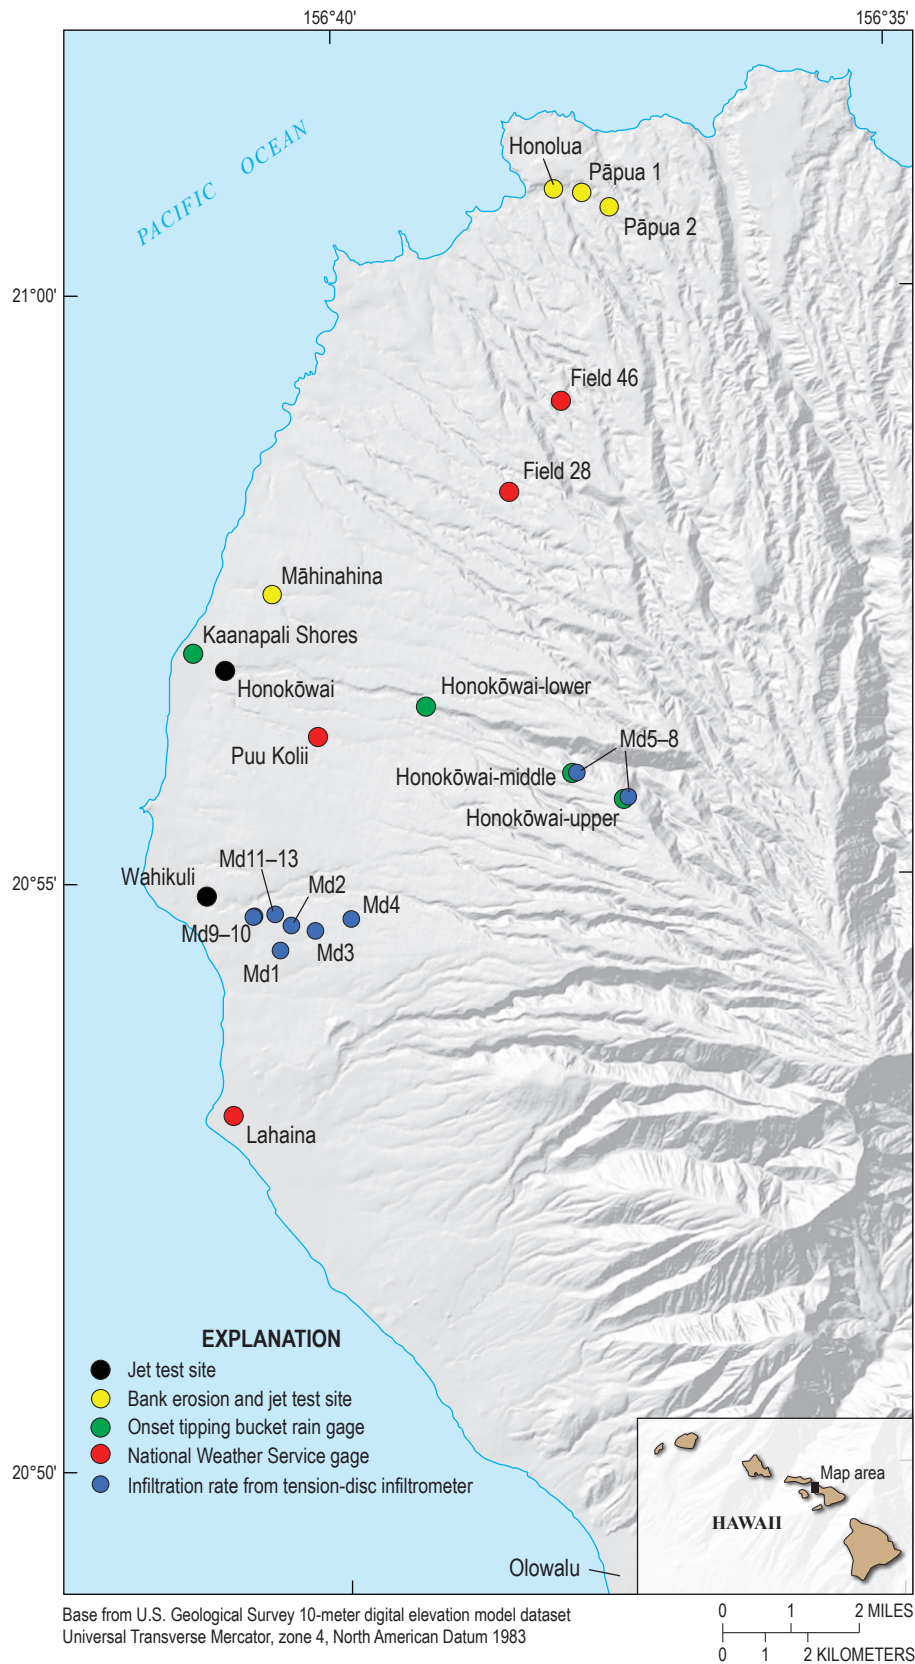 156°40'
156°35'
PACIFIC OCEAN
Honolua
Pāpua 1
Pāpua 2
21°00'
Field 46
Field 28
Māhinahina
Kaanapali Shores
Honokōwai
Honokōwai-lower
Puu Kolii
Md5–8
Honokōwai-middle
Honokōwai-upper
Md11–13
Wahikuli
20°55'
Md2
Md4
Md9–10
Md3
Md1
Lahaina
EXPLANATION
Jet test site
Bank erosion and jet test site
Onset tipping bucket rain gage
National Weather Service gage
Infiltration rate from tension-disc infiltrometer
20°50'
Map area
HAWAII
Olowalu
Base from U.S. Geological Survey 10-meter digital elevation model dataset
Universal Transverse Mercator, zone 4, North American Datum 1983
0 1 2 MILES
0 1 2 KILOMETERS